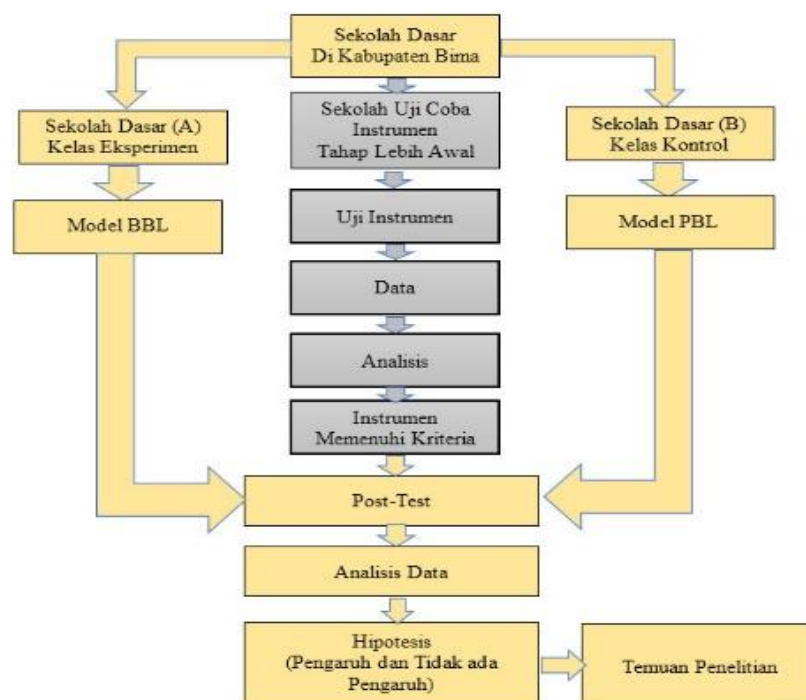 Sekolah Dasar
Di Kabupaten Bima
Sekolah Dasar (A)
Kelas Eksperimen
Sekolah Uji Coba
Instrumen
Tahap Lebih Awal
Sekolah Dasar (B)
Kelas Kontrol
Model BBL
Uji Instrumen
Model PBL
Data
Analisis
Instrumen
Memenuhi Kriteria
Post-Test
Analisis Data
Hipotesis
(Pengaruh dan Tidak ada
Pengaruh)
Temuan Penelitian